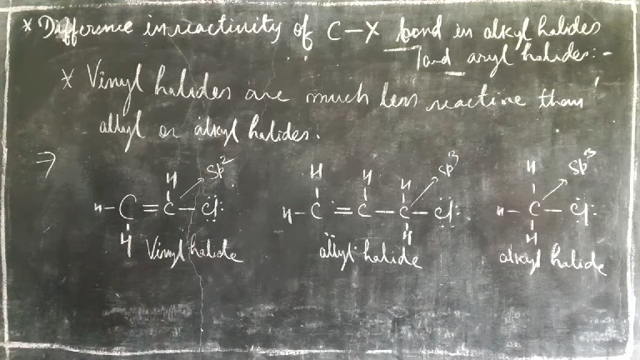 * Difference in reactivity of C-X bond in alkyl halides
and aryl halides:-
* Vinyl halides are much less reactive than
allyl or alkyl halides.
⇒
H sp²
H-C=C-Cl:
H
Vinyl halide
H H H sp³
H-C=C-C-Cl:
H
allyl halide
H sp³
H-C-Cl:
H
alkyl halide